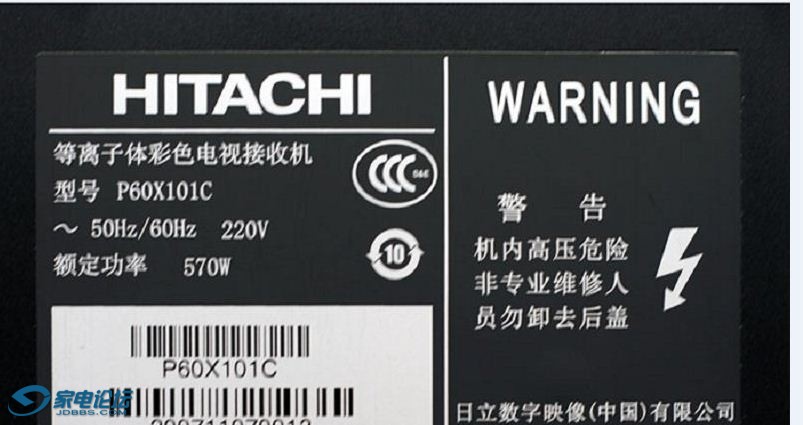 HITACHI
等离子体彩色电视接收机
型号 P60X101C
～ 50Hz/60Hz 220V
额定功率 570W
CCC
S&E
10
P60X101C
WARNING
警 告
机内高压危险
非专业维修人
员勿卸去后盖
日立数字映像(中国)有限公司
家电论坛
JDBBS.COM